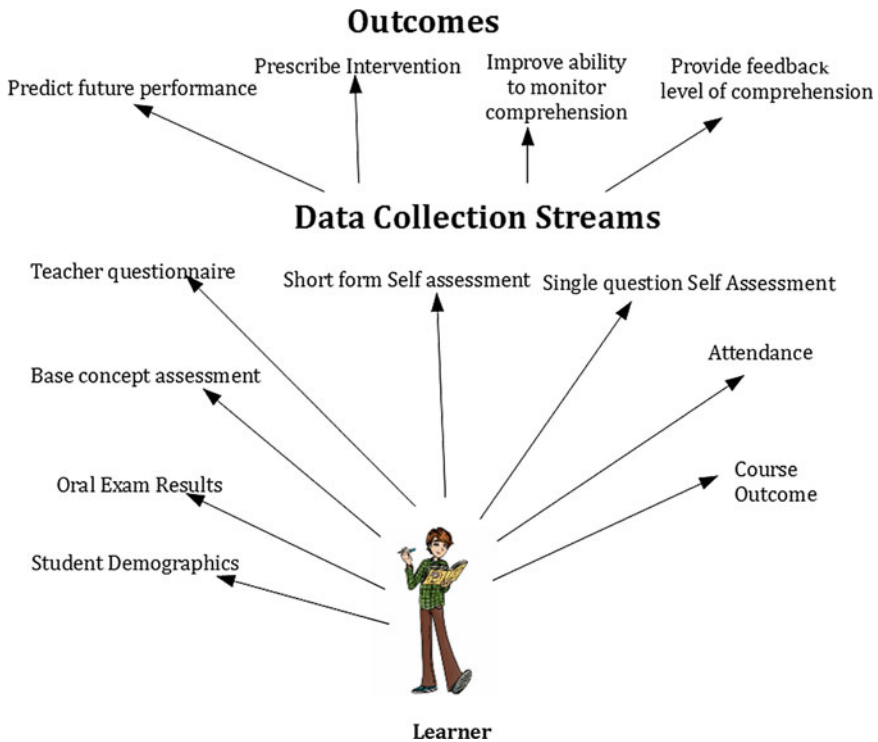 Outcomes
Predict future performance
Prescribe Intervention
Improve ability
to monitor
comprehension
Provide feedback
level of comprehension
Data Collection Streams
Teacher questionnaire
Short form Self assessment
Single question Self Assessment
Base concept assessment
Attendance
Oral Exam Results
Course
Outcome
Student Demographics
Learner